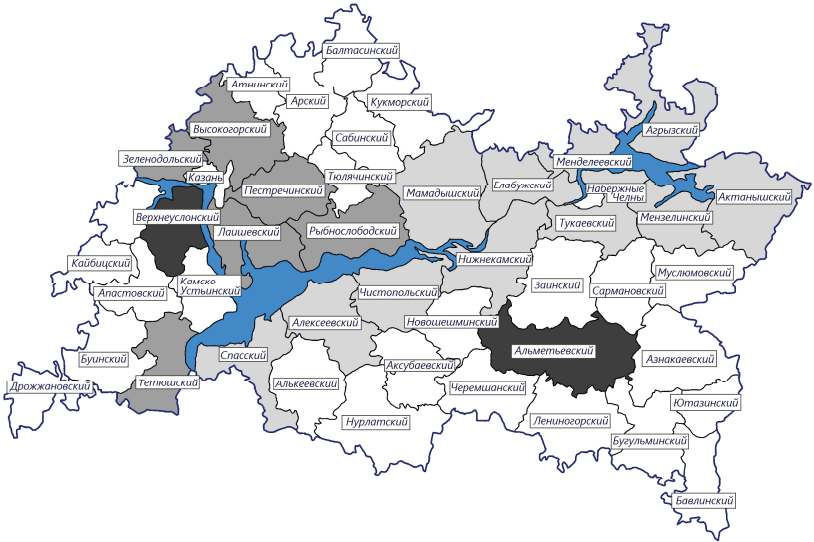 Балтасинский
Атнинский
Арский
Кукморский
Высокогорский
Сабинский
Агрызский
Зеленодольский
Менделеевский
Казань
Тюлячинский
Пестречинский
Мамадышский
Елабужский
Набережные
Челны
Актанышский
Верхнеуслонский
Лаишевский
Рыбнослободский
Тукаевский
Мензелинский
Кайбицкий
Нижнекамский
Муслюмовский
Камско
Устьинский
Апастовский
Чистопольский
Заинский
Сармановский
Алексеевский
Новошешминский
Буинский
Спасский
Альметьевский
Азнакаевский
Аксубаевский
Дрожжановский
Тетюшский
Алькеевский
Черемшанский
Ютазинский
Нурлатский
Лениногорский
Бугульминский
Бавлинский